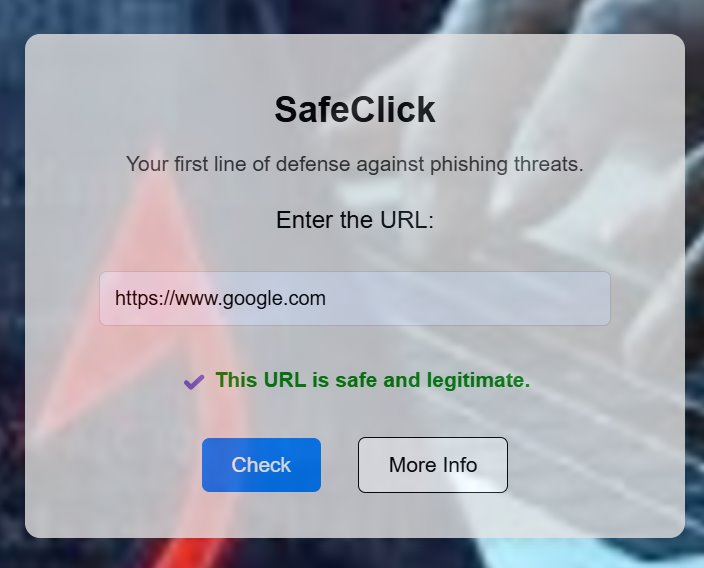 SafeClick
Your first line of defense against phishing threats.
Enter the URL:
https://www.google.com
This URL is safe and legitimate.
Check
More Info